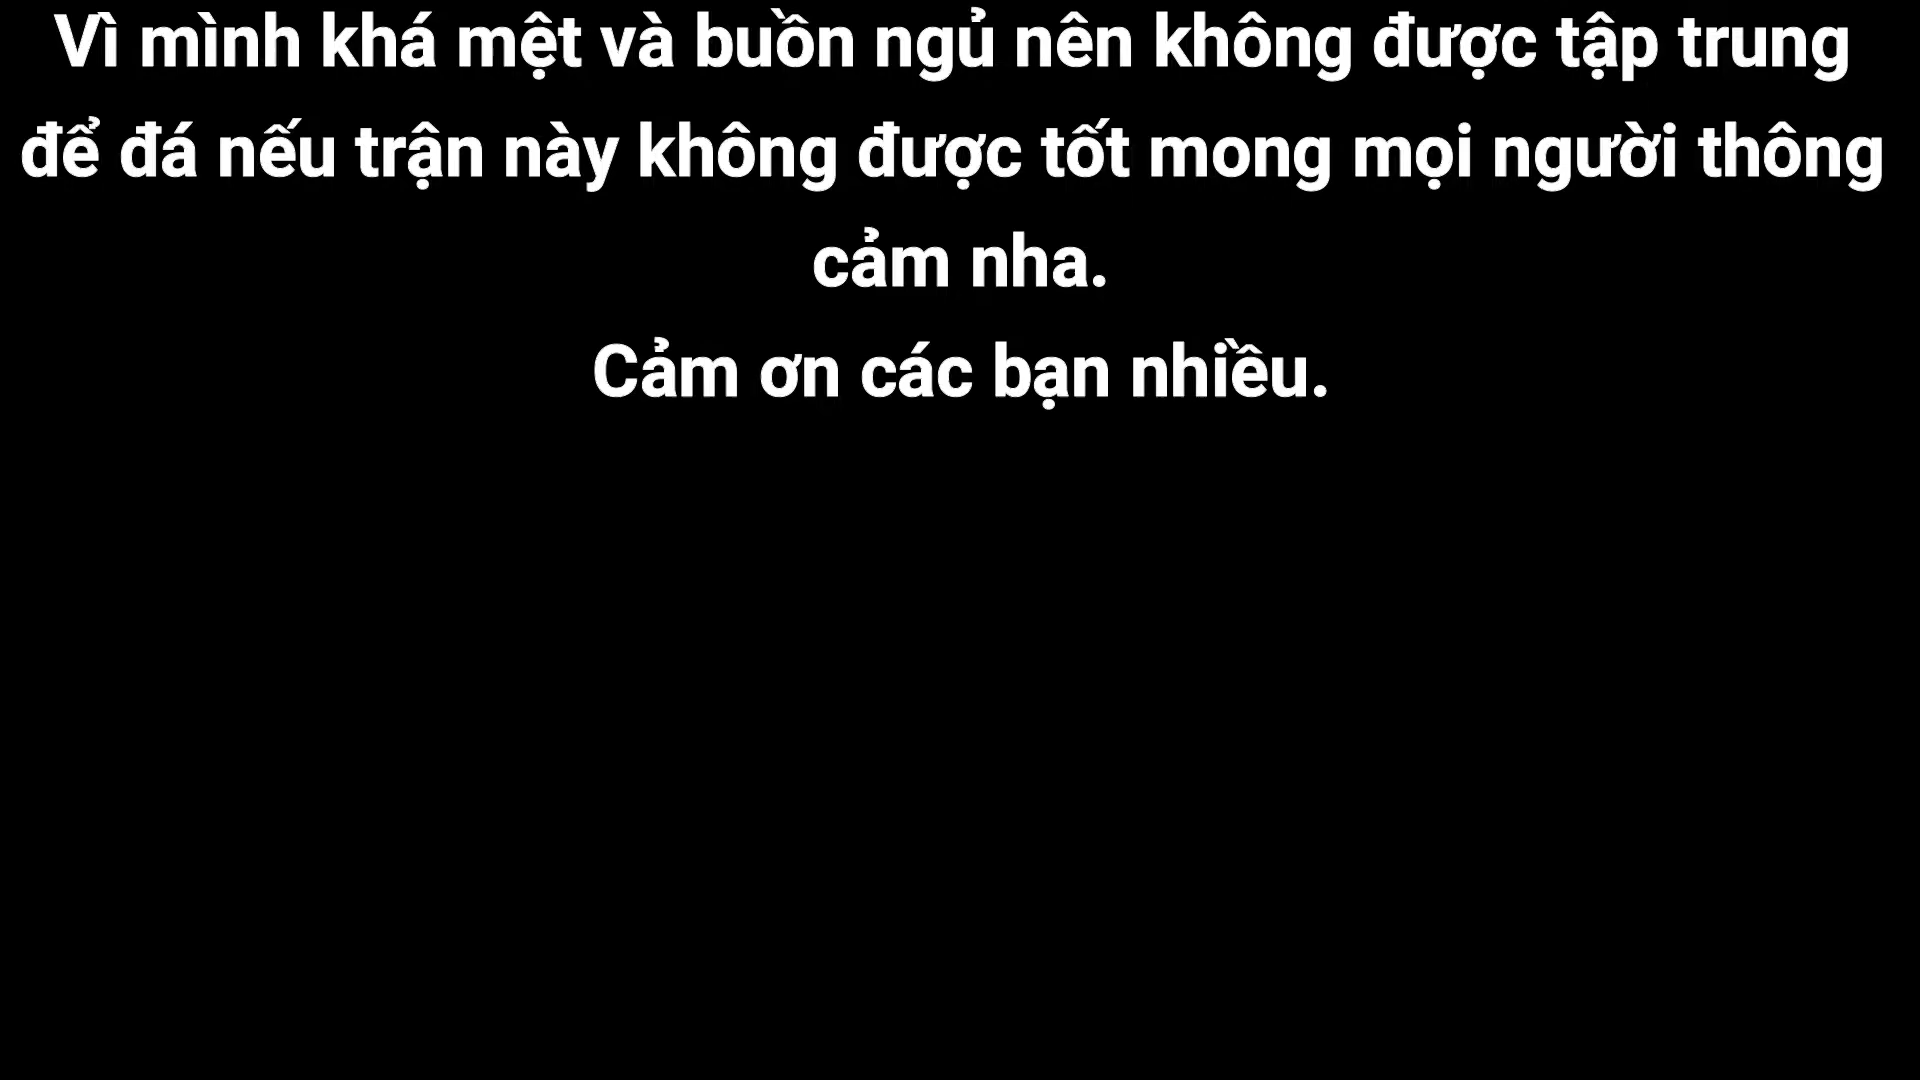 Vì mình khá mệt và buồn ngủ nên không được tập trung
để đá nếu trận này không được tốt mong mọi người thông
cảm nha.
Cảm ơn các bạn nhiều.